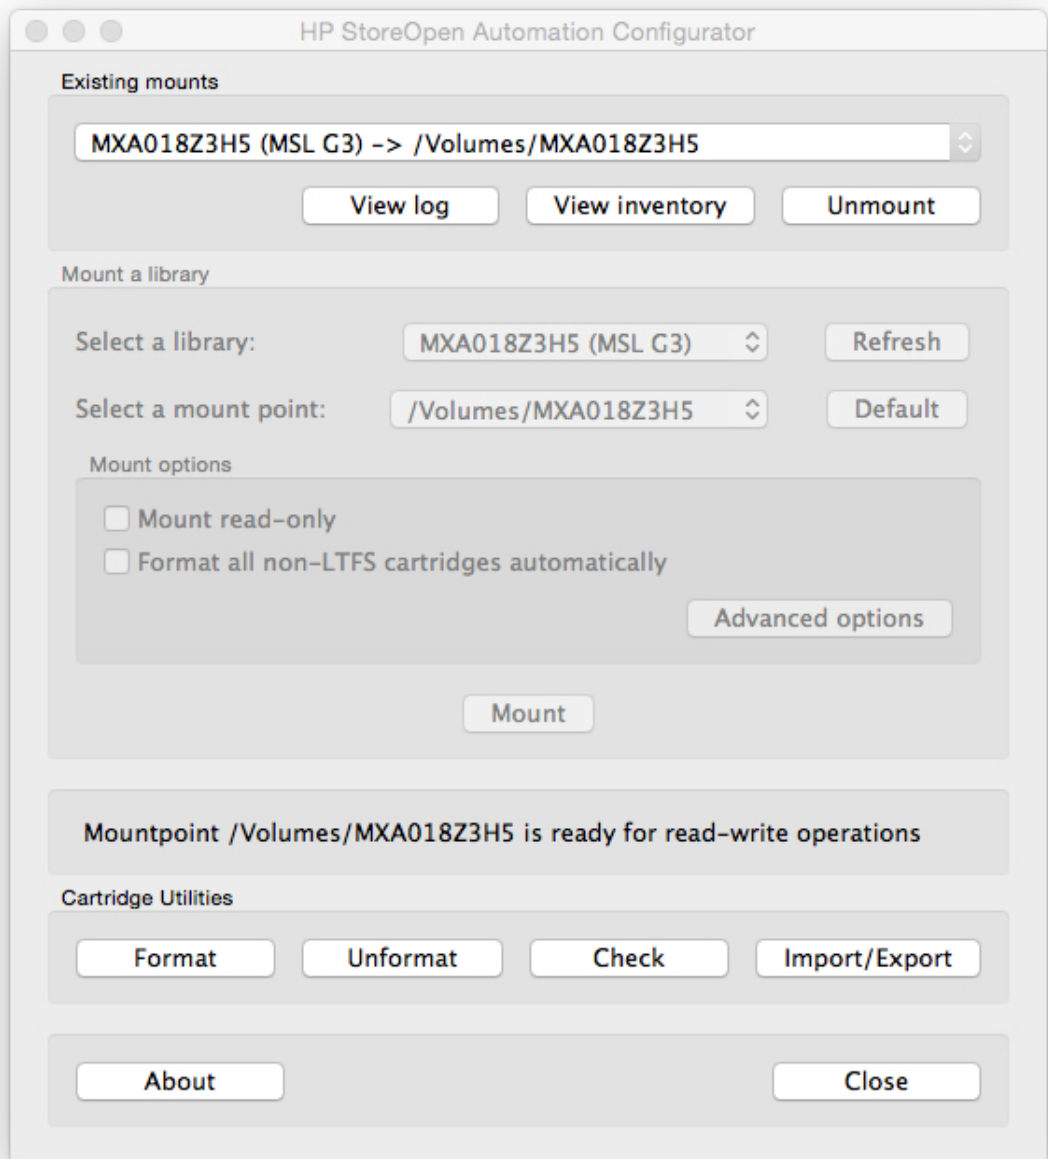 HP StoreOpen Automation Configurator
Existing mounts
MXA018Z3H5 (MSL G3) -> /Volumes/MXA018Z3H5
View log View inventory Unmount
Mount a library
Select a library: MXA018Z3H5 (MSL G3) Refresh
Select a mount point: /Volumes/MXA018Z3H5 Default
Mount options
Mount read-only
Format all non-LTFS cartridges automatically
Advanced options
Mount
Mountpoint /Volumes/MXA018Z3H5 is ready for read-write operations
Cartridge Utilities
Format Unformat Check Import/Export
About Close